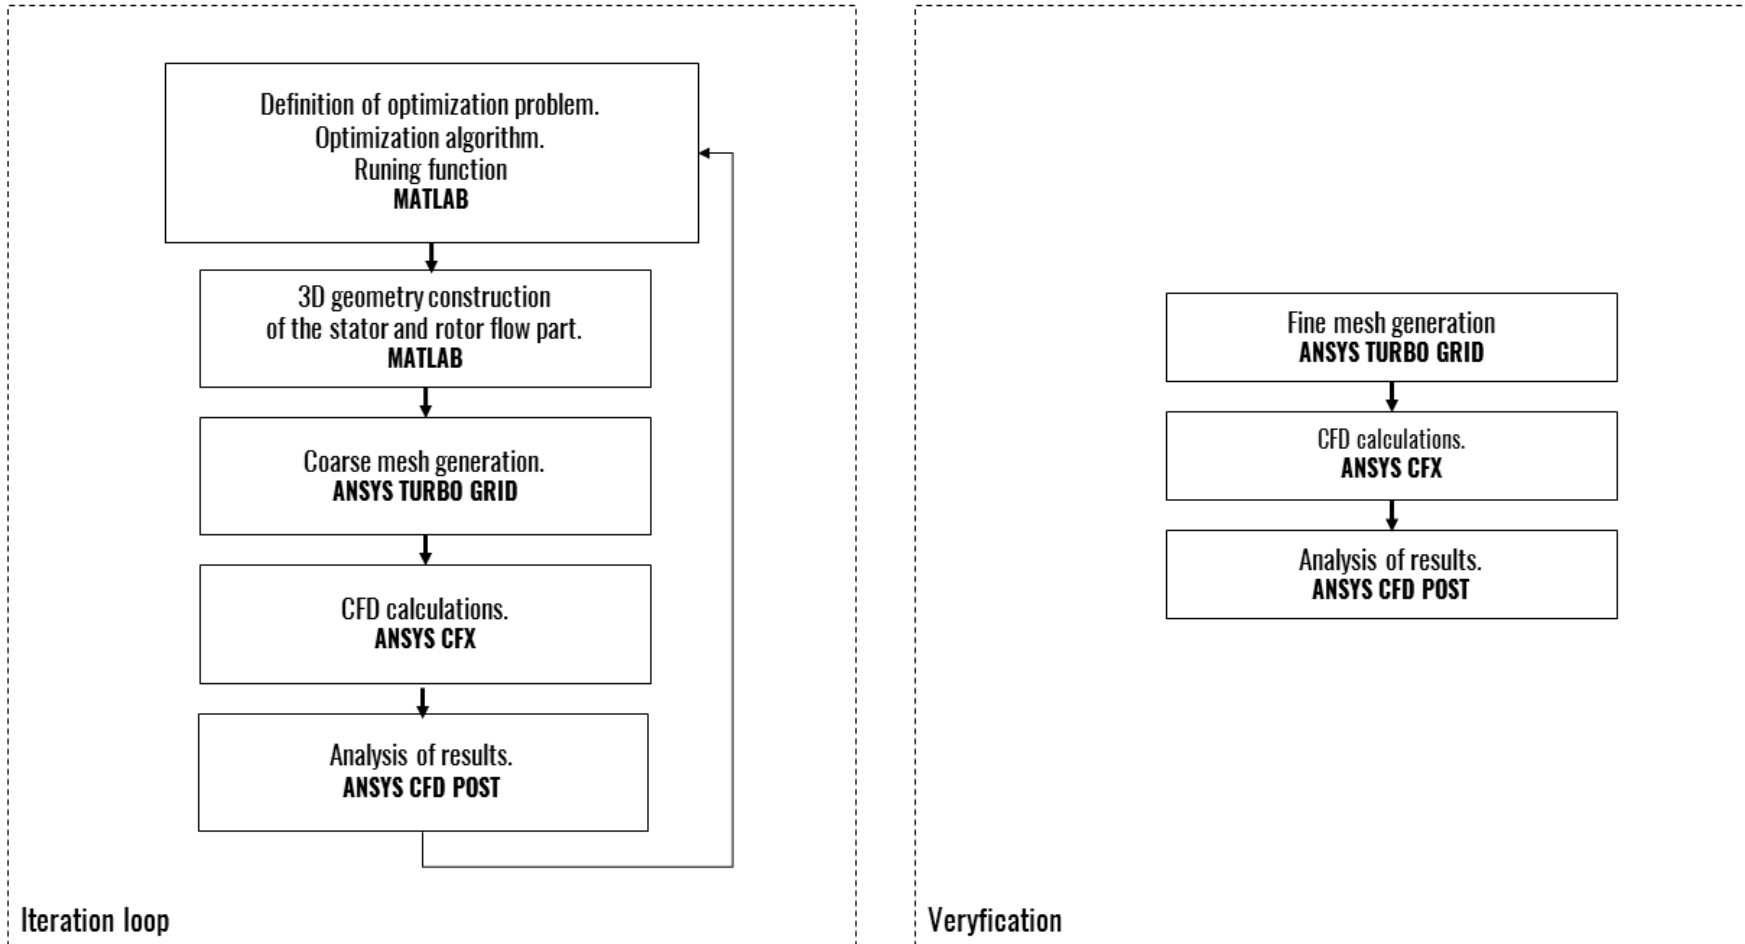 Definition of optimization problem.
Optimization algorithm.
Runing function
MATLAB
3D geometry construction
of the stator and rotor flow part.
MATLAB
Coarse mesh generation.
ANSYS TURBO GRID
CFD calculations.
ANSYS CFX
Analysis of results.
ANSYS CFD POST
Iteration loop
Fine mesh generation
ANSYS TURBO GRID
CFD calculations.
ANSYS CFX
Analysis of results.
ANSYS CFD POST
Veryfication